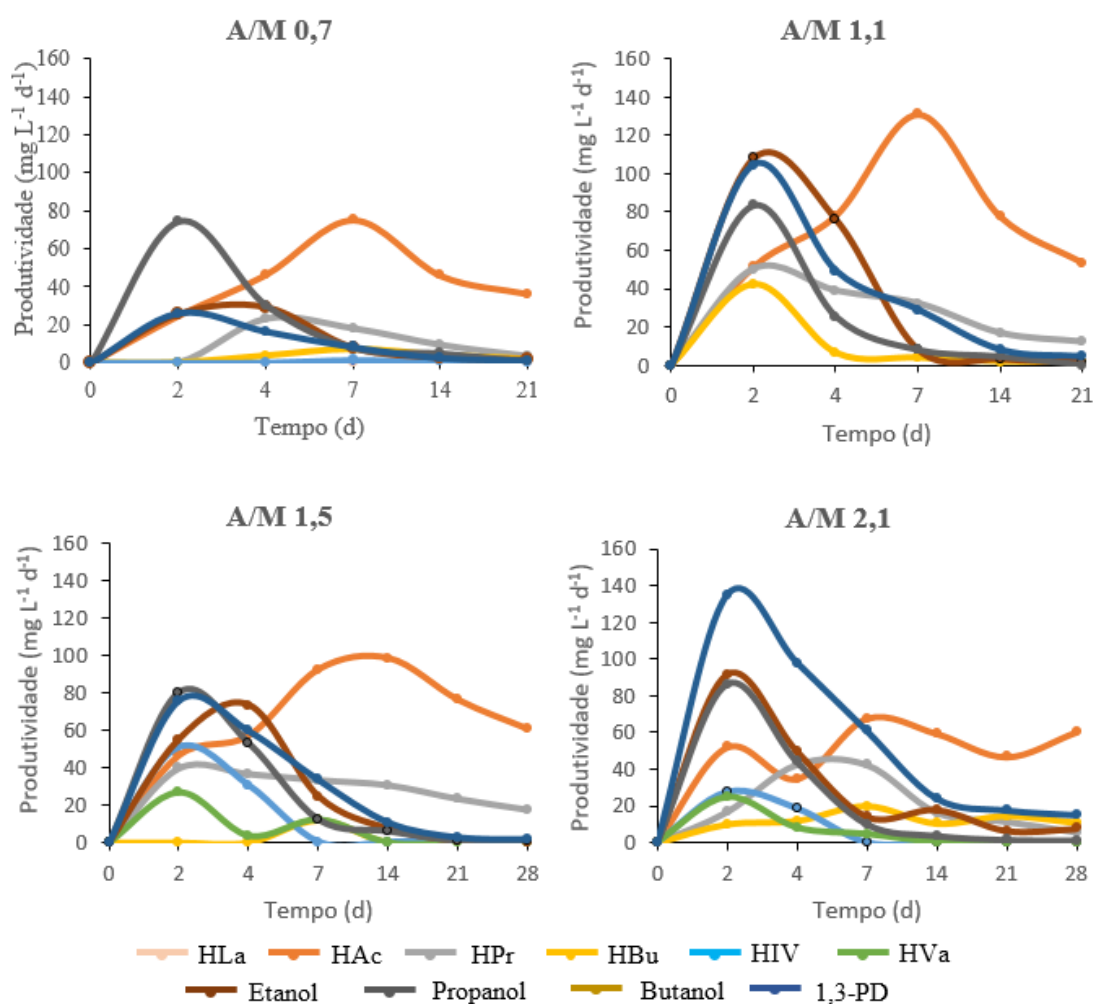 A/M 0,7
Produtividade (mg L-1 d-1)
160
140
120
100
80
60
40
20
0
0 2 4 7 14 21
Tempo (d)
A/M 1,1
Produtividade (mg L-1 d-1)
160
140
120
100
80
60
40
20
0
0 2 4 7 14 21
Tempo (d)
A/M 1,5
Produtividade (mg L-1 d-1)
160
140
120
100
80
60
40
20
0
0 2 4 7 14 21 28
Tempo (d)
A/M 2,1
Produtividade (mg L-1 d-1)
160
140
120
100
80
60
40
20
0
0 2 4 7 14 21 28
Tempo (d)
HLa HAc HPr HBu HIV HVa
Etanol Propanol Butanol 1,3-PD